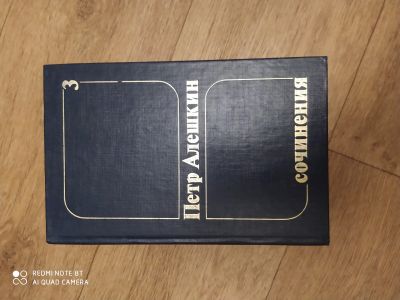 3
Петр Алешкин
сочинения
REDMI NOTE 8T
AI QUAD CAMERA